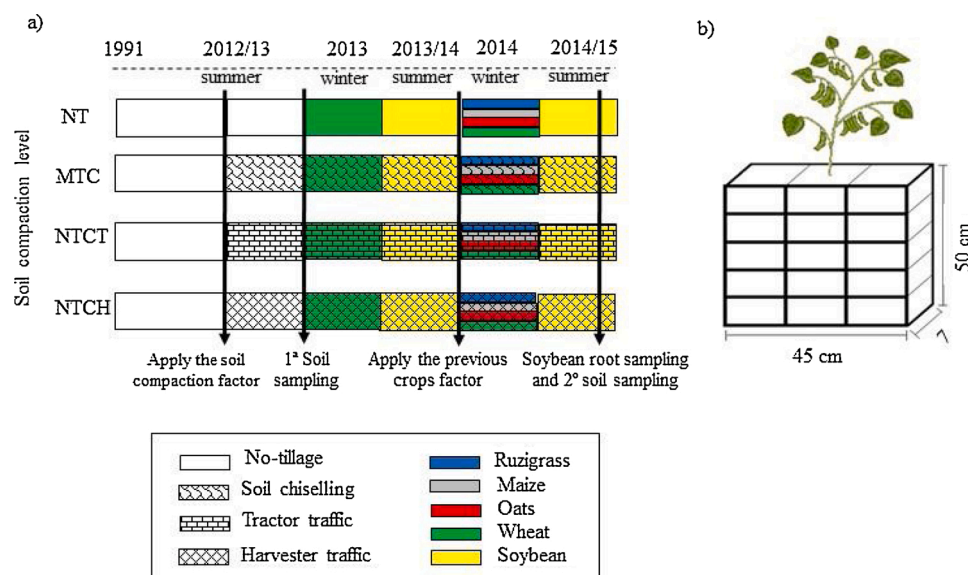 a)
1991 2012/13 2013 2013/14 2014 2014/15
summer winter summer winter summer
Soil compaction level
NT
MTC
NTCT
NTCH
Apply the soil
compaction factor
1ª Soil
sampling
Apply the previous
crops factor
Soybean root sampling
and 2º soil sampling
b)
50 cm
7
45 cm
No-tillage
Soil chiselling
Tractor traffic
Harvester traffic
Ruzigrass
Maize
Oats
Wheat
Soybean